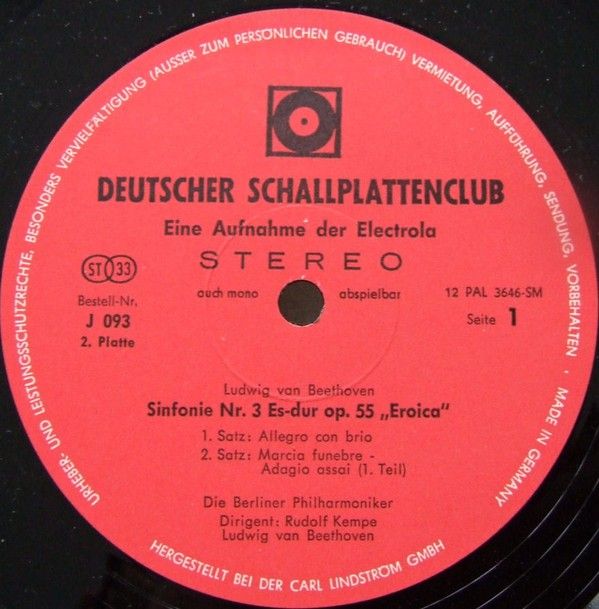 URHEBER- UND LEISTUNGSSCHUTZRECHTE, BESONDERS VERVIELFÄLTIGUNG (AUSSER ZUM PERSÖNLICHEN GEBRAUCH) VERMIETUNG, AUFFÜHRUNG, SENDUNG, VORBEHALTEN · MADE IN GERMANY
DEUTSCHER SCHALLPLATTENCLUB
Eine Aufnahme der Electrola
STEREO
ST 33
auch mono abspielbar
12 PAL 3646-SM
Bestell-Nr.
J 093
2. Platte
Seite 1
Ludwig van Beethoven
Sinfonie Nr. 3 Es-dur op. 55 „Eroica"
1. Satz: Allegro con brio
2. Satz: Marcia funebre -
Adagio assai (1. Teil)
Die Berliner Philharmoniker
Dirigent: Rudolf Kempe
Ludwig van Beethoven
HERGESTELLT BEI DER CARL LINDSTRÖM GMBH